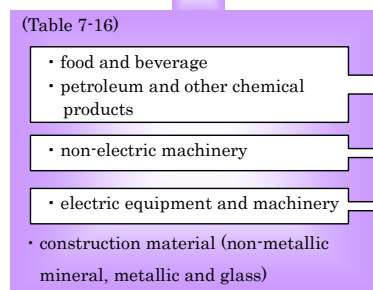 (Table 7-16)
・food and beverage
・petroleum and other chemical
products
・non-electric machinery
・electric equipment and machinery
・construction material (non-metallic
mineral, metallic and glass)